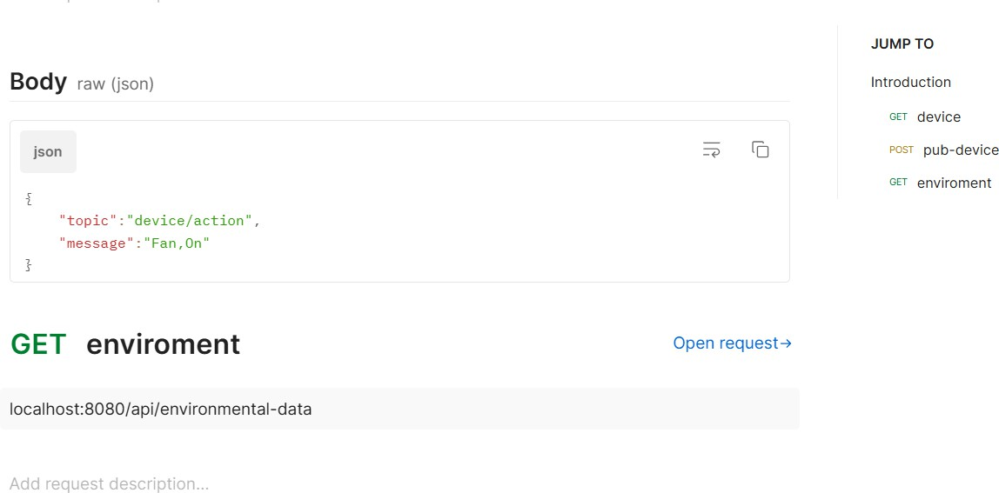 Body raw (json)
json
{
"topic":"device/action",
"message":"Fan,On"
}
GET enviroment
Open request→
localhost:8080/api/environmental-data
Add request description...
JUMP TO
Introduction
GET device
POST pub-device
GET enviroment